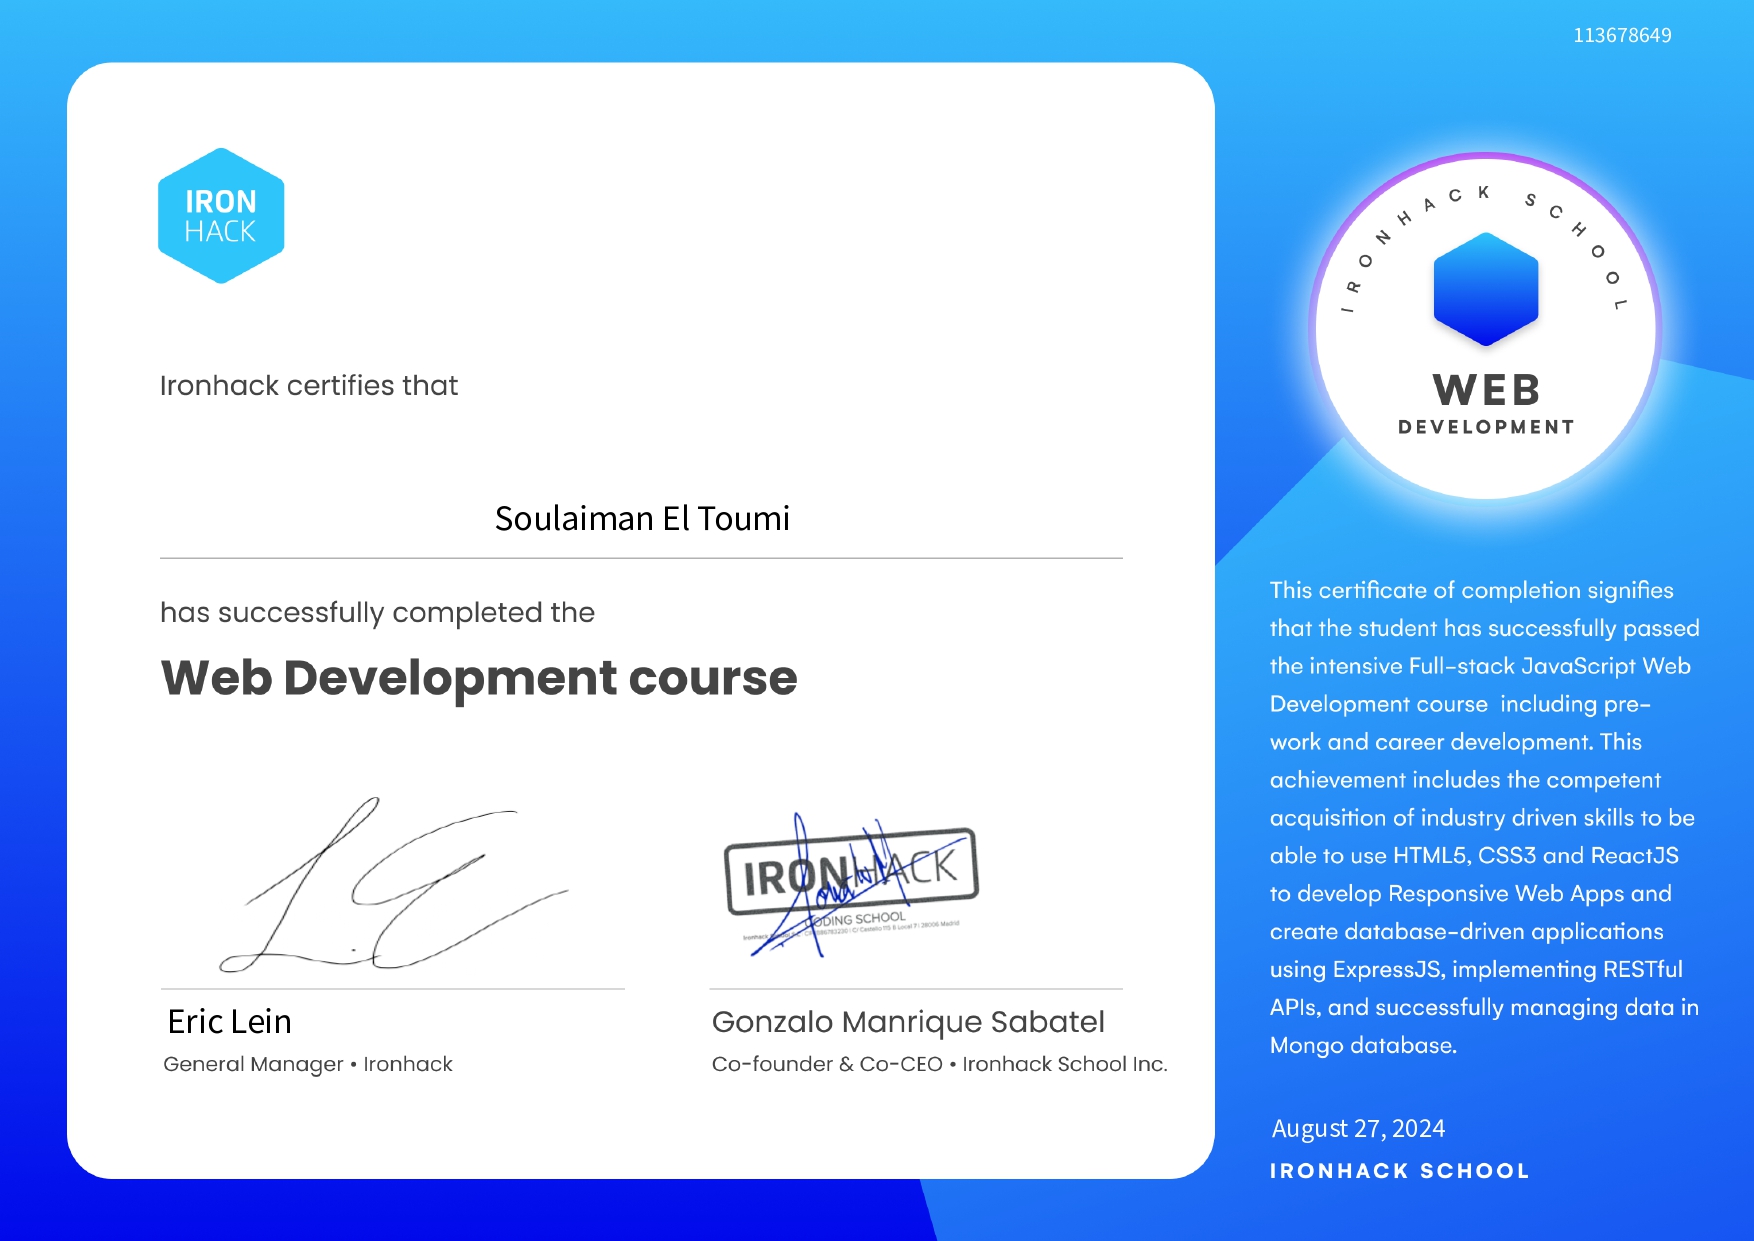 113678649
IRON
HACK
Ironhack certifies that
Soulaiman El Toumi
has successfully completed the
Web Development course
IRONHACK
CODING SCHOOL
Eric Lein
General Manager • Ironhack
Gonzalo Manrique Sabatel
Co-founder & Co-CEO • Ironhack School Inc.
IRONHACK SCHOOL
WEB
DEVELOPMENT
This certificate of completion signifies
that the student has successfully passed
the intensive Full-stack JavaScript Web
Development course  including pre-
work and career development. This
achievement includes the competent
acquisition of industry driven skills to be
able to use HTML5, CSS3 and ReactJS
to develop Responsive Web Apps and
create database-driven applications
using ExpressJS, implementing RESTful
APIs, and successfully managing data in
Mongo database.
August 27, 2024
IRONHACK SCHOOL